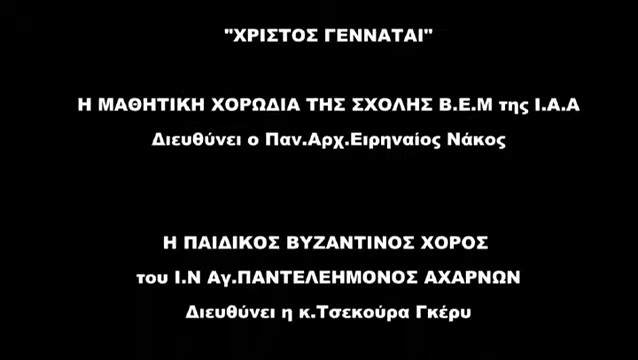 "ΧΡΙΣΤΟΣ ΓΕΝΝΑΤΑΙ"
Η ΜΑΘΗΤΙΚΗ ΧΟΡΩΔΙΑ ΤΗΣ ΣΧΟΛΗΣ Β.Ε.Μ της Ι.Α.Α
Διευθύνει ο Παν.Αρχ.Ειρηναίος Νάκος
Η ΠΑΙΔΙΚΟΣ ΒΥΖΑΝΤΙΝΟΣ ΧΟΡΟΣ
του Ι.Ν Αγ.ΠΑΝΤΕΛΕΗΜΟΝΟΣ ΑΧΑΡΝΩΝ
Διευθύνει η κ.Τσεκούρα Γκέρυ